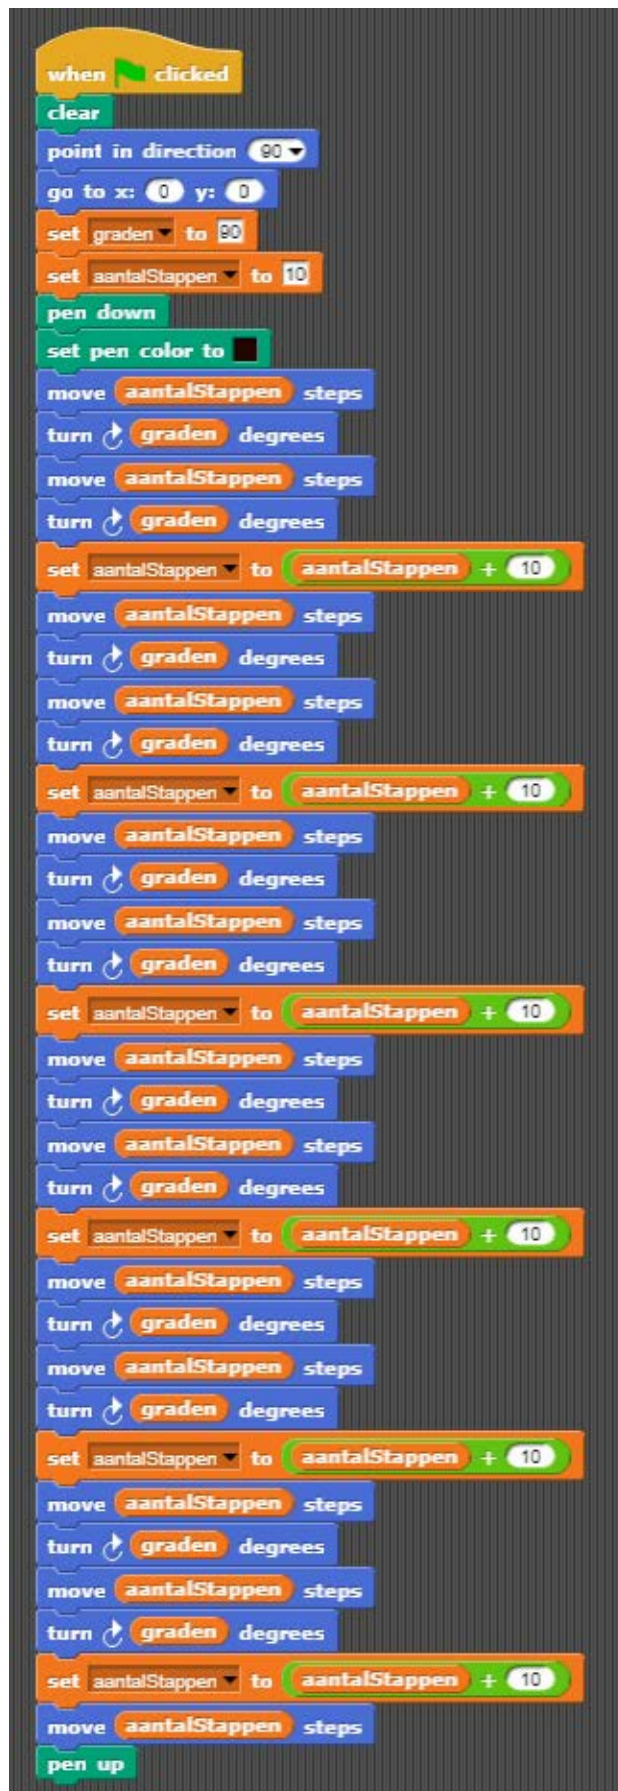 when clicked
clear
point in direction 90
go to x: 0 y: 0
set graden to 90
set aantalStappen to 10
pen down
set pen color to
move aantalStappen steps
turn graden degrees
move aantalStappen steps
turn graden degrees
set aantalStappen to aantalStappen + 10
move aantalStappen steps
turn graden degrees
move aantalStappen steps
turn graden degrees
set aantalStappen to aantalStappen + 10
move aantalStappen steps
turn graden degrees
move aantalStappen steps
turn graden degrees
set aantalStappen to aantalStappen + 10
move aantalStappen steps
turn graden degrees
move aantalStappen steps
turn graden degrees
set aantalStappen to aantalStappen + 10
move aantalStappen steps
turn graden degrees
move aantalStappen steps
turn graden degrees
set aantalStappen to aantalStappen + 10
move aantalStappen steps
turn graden degrees
move aantalStappen steps
turn graden degrees
set aantalStappen to aantalStappen + 10
move aantalStappen steps
pen up